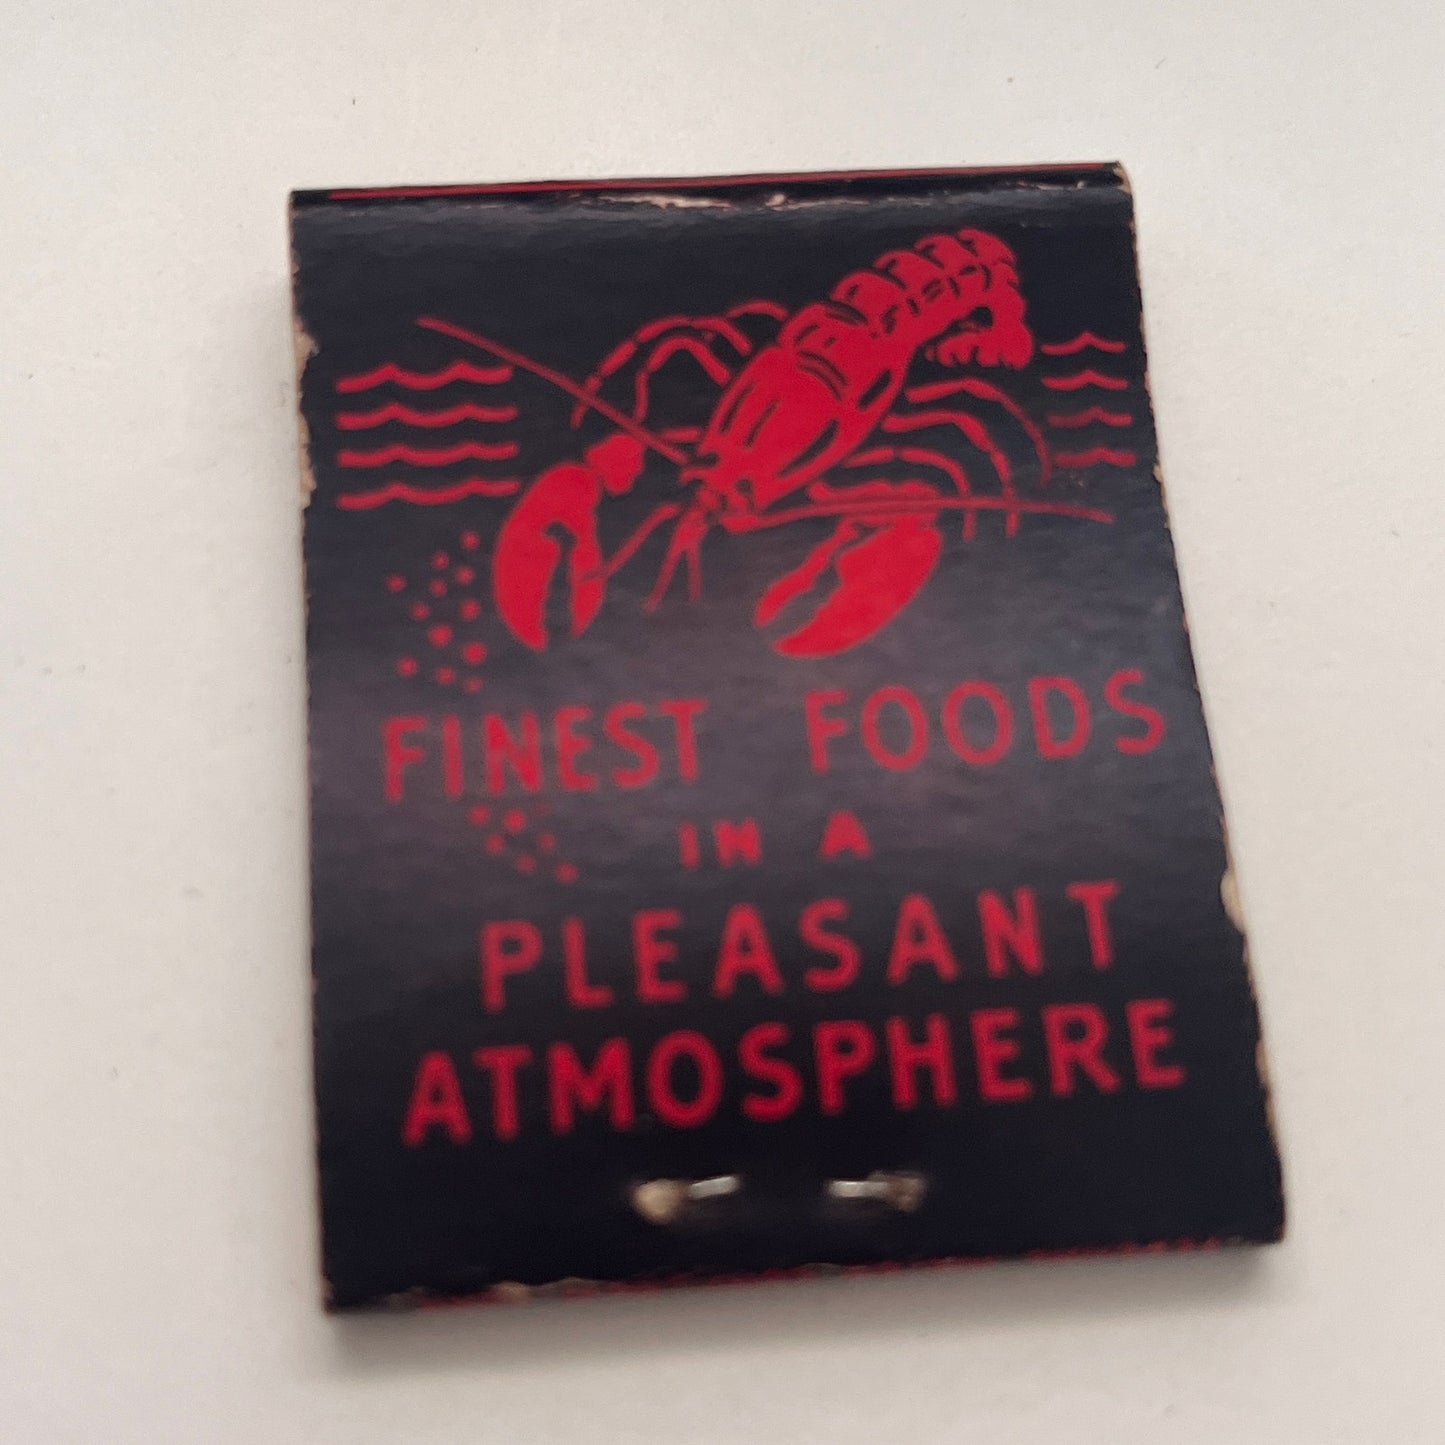 FINEST FOODS
IN A
PLEASANT
ATMOSPHERE